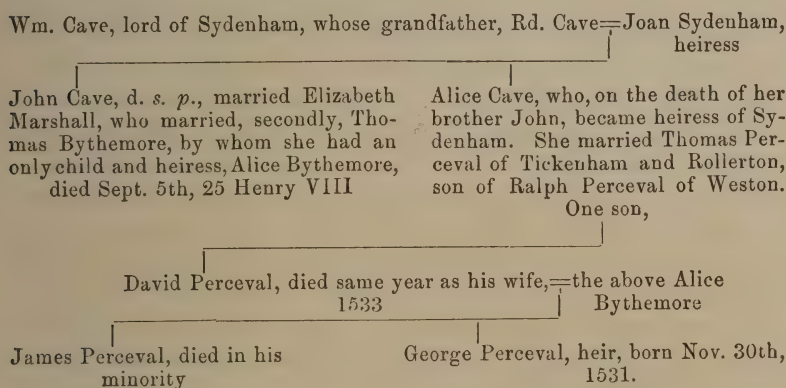 Wm. Cave, lord of Sydenham, whose grandfather, Rd. Cave=Joan Sydenham,
heiress
John Cave, d. s. p., married Elizabeth
Marshall, who married, secondly, Tho-
mas Bythemore, by whom she had an
only child and heiress, Alice Bythemore,
died Sept. 5th, 25 Henry VIII
Alice Cave, who, on the death of her
brother John, became heiress of Sy-
denham. She married Thomas Per-
ceval of Tickenham and Rollerton,
son of Ralph Perceval of Weston.
One son,
David Perceval, died same year as his wife,=the above Alice
1533 Bythemore
James Perceval, died in his
minority
George Perceval, heir, born Nov. 30th,
1531.